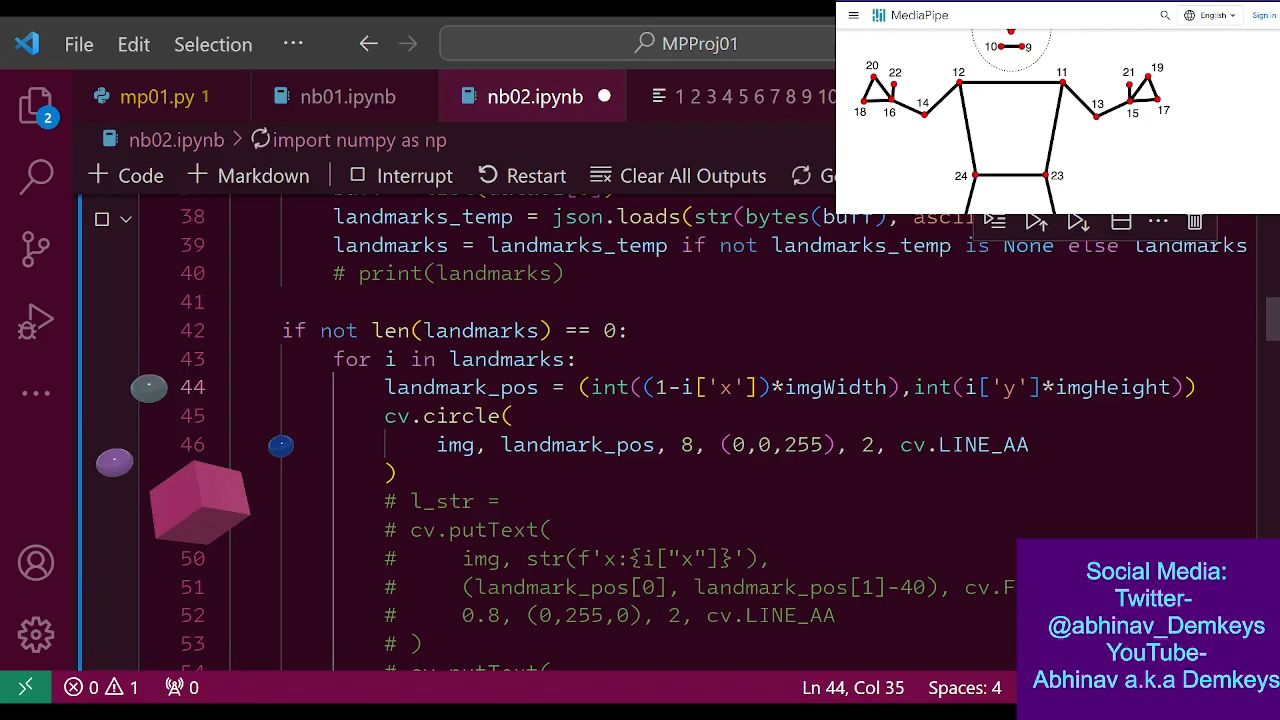 File Edit Selection ··· MPProj01
MediaPipe English Sign in
10 9
20 22 12 11 21 19
18 16 14 13 15 17
24 23
mp01.py 1 nb01.ipynb nb02.ipynb 1 2 3 4 5 6 7 8 9 10
2
nb02.ipynb > import numpy as np
+ Code + Markdown Interrupt Restart Clear All Outputs
38 landmarks_temp = json.loads(str(bytes(buff),
39 landmarks = landmarks_temp if not landmarks_temp is None else landmarks
40 # print(landmarks)
41
42 if not len(landmarks) == 0:
43 for i in landmarks:
44 landmark_pos = (int((1-i['x'])*imgWidth),int(i['y']*imgHeight))
45 cv.circle(
46 img, landmark_pos, 8, (0,0,255), 2, cv.LINE_AA
)
# l_str =
# cv.putText(
50 # img, str(f'x:{i["x"]}'),
51 # (landmark_pos[0], landmark_pos[1]-40), cv.F
52 # 0.8, (0,255,0), 2, cv.LINE_AA
53 # )
Social Media:
Twitter-
@abhinav_Demkeys
YouTube-
Abhinav a.k.a Demkeys
0 1 0 Ln 44, Col 35 Spaces: 4